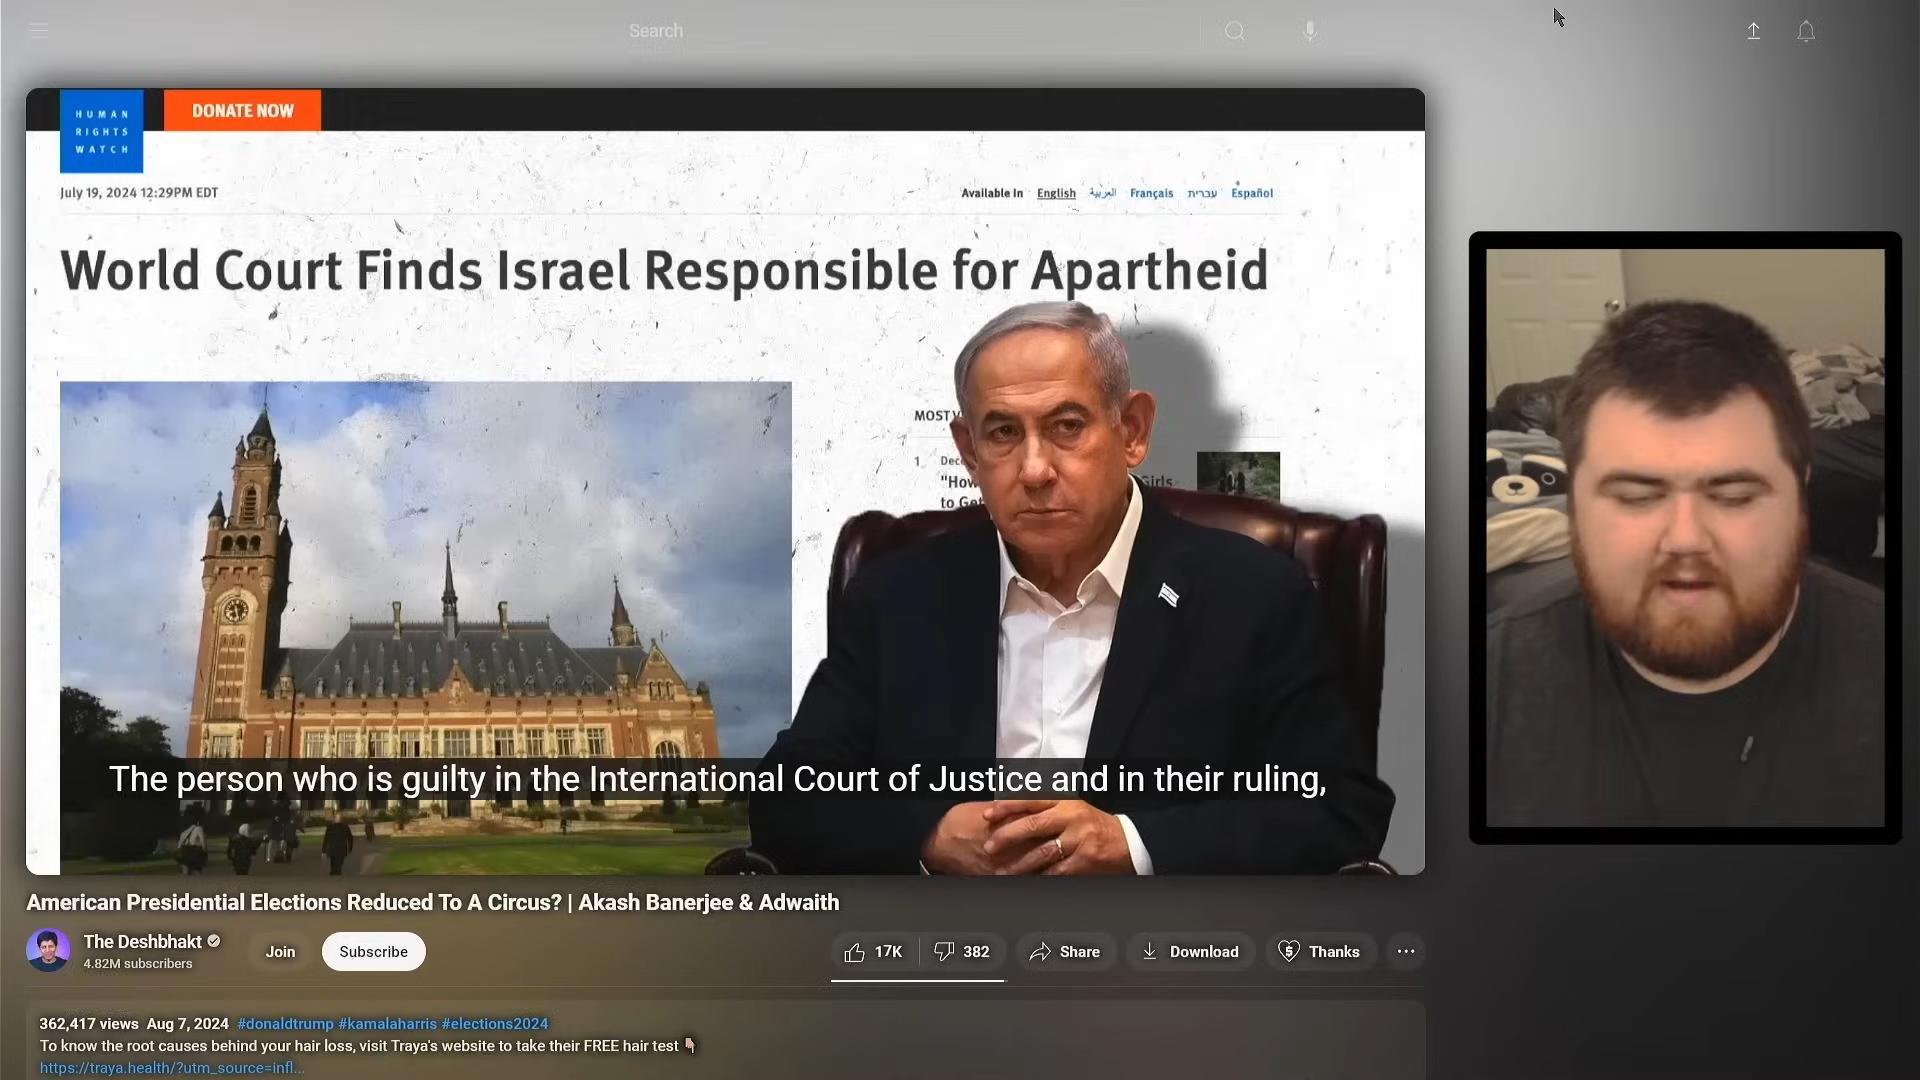 Search
HUMAN
RIGHTS
WATCH
DONATE NOW
July 19, 2024 12:29PM EDT
Available In English العربية Français עברית Español
World Court Finds Israel Responsible for Apartheid
MOST
1
"How
Girls
to Get
The person who is guilty in the International Court of Justice and in their ruling,
American Presidential Elections Reduced To A Circus? | Akash Banerjee & Adwaith
The Deshbhakt
4.82M subscribers
Join
Subscribe
17K
382
Share
Download
Thanks
362,417 views Aug 7, 2024 #donaldtrump #kamalaharris #elections2024
To know the root causes behind your hair loss, visit Traya's website to take their FREE hair test
https://traya.health/?utm_source=infl...